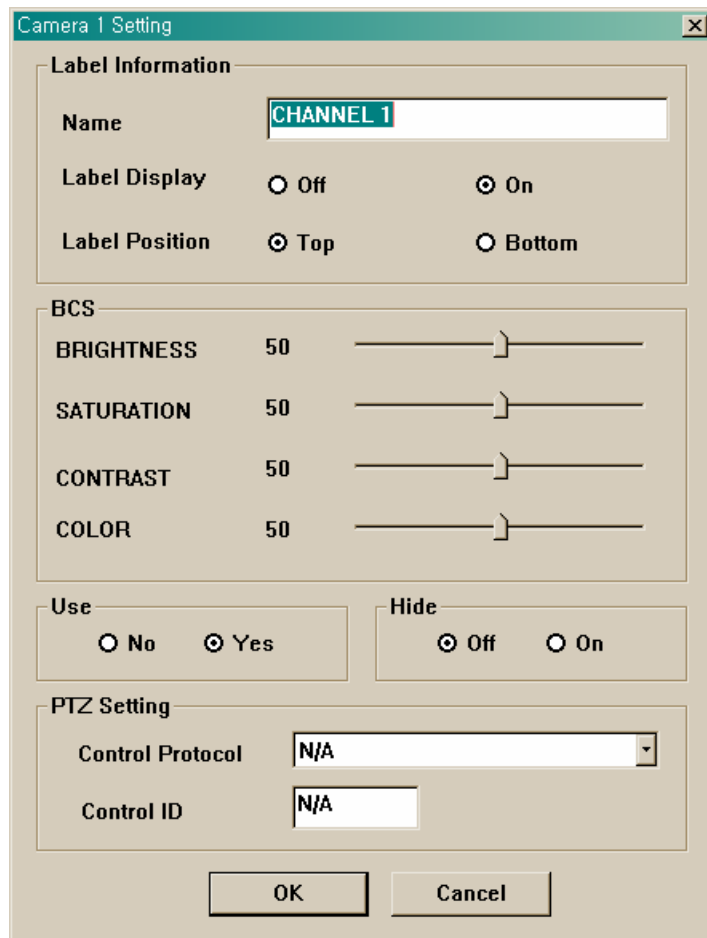 Camera 1 Setting
Label Information
Name CHANNEL 1
Label Display Off On
Label Position Top Bottom
BCS
BRIGHTNESS 50
SATURATION 50
CONTRAST 50
COLOR 50
Use Hide
No Yes Off On
PTZ Setting
Control Protocol N/A
Control ID N/A
OK Cancel